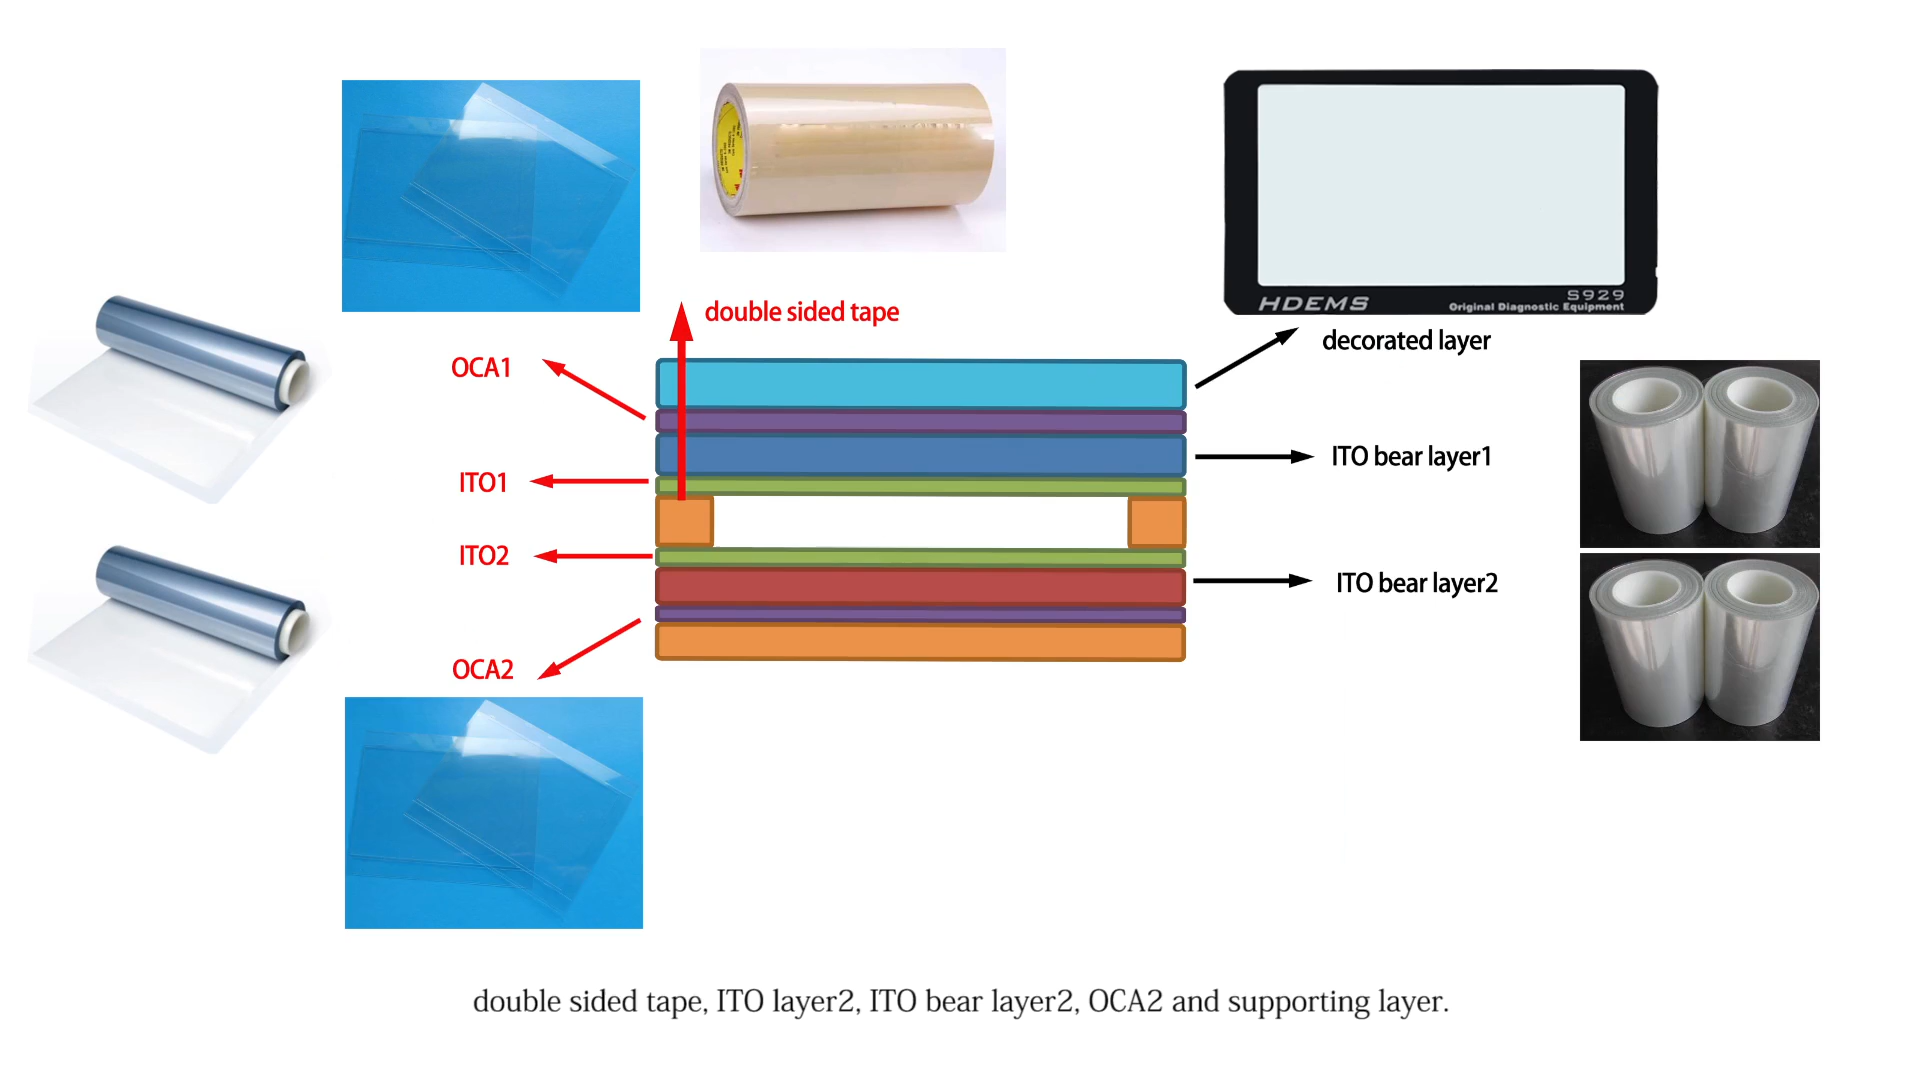 double sided tape
HDEMS
S929
Original Diagnostic Equipment
decorated layer
OCA1
ITO bear layer1
ITO1
ITO2
ITO bear layer2
OCA2
double sided tape, ITO layer2, ITO bear layer2, OCA2 and supporting layer.